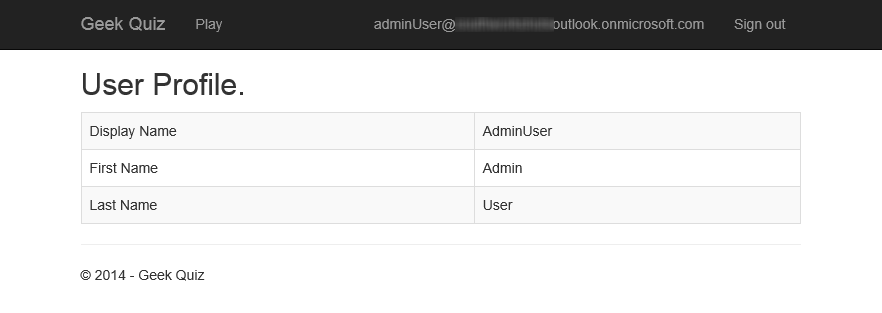 Geek Quiz Play adminUser@ outlook.onmicrosoft.com Sign out
User Profile.
Display Name AdminUser
First Name Admin
Last Name User
© 2014 - Geek Quiz